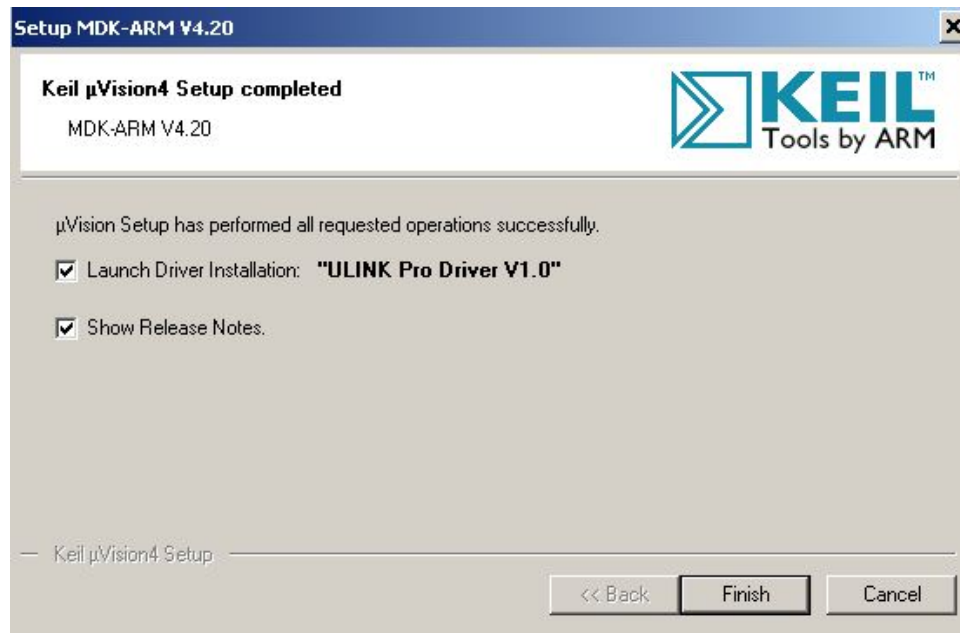 Setup MDK-ARM V4.20
Keil µVision4 Setup completed
MDK-ARM V4.20
KEIL™
Tools by ARM
µVision Setup has performed all requested operations successfully.
Launch Driver Installation: "ULINK Pro Driver V1.0"
Show Release Notes.
Keil µVision4 Setup
<< Back Finish Cancel